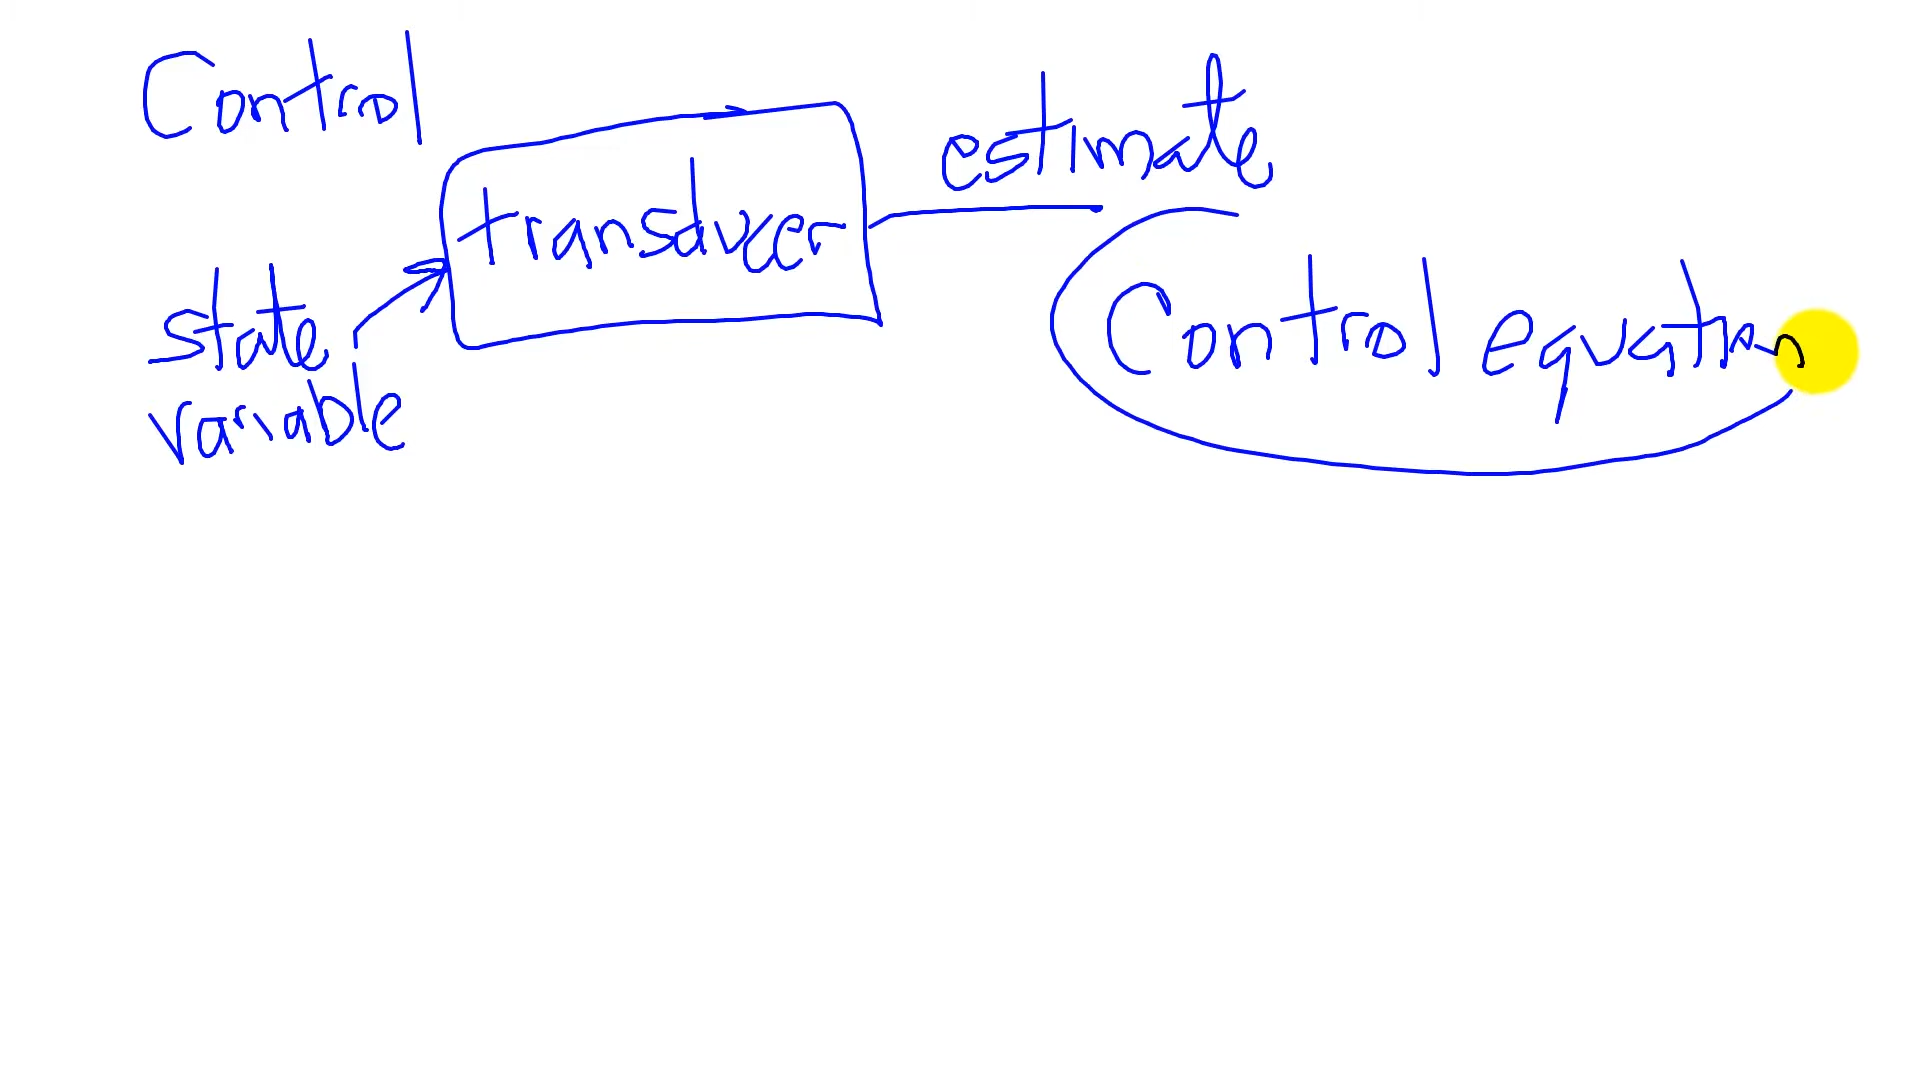 Control
estimate
transducer
state
variable
Control equation